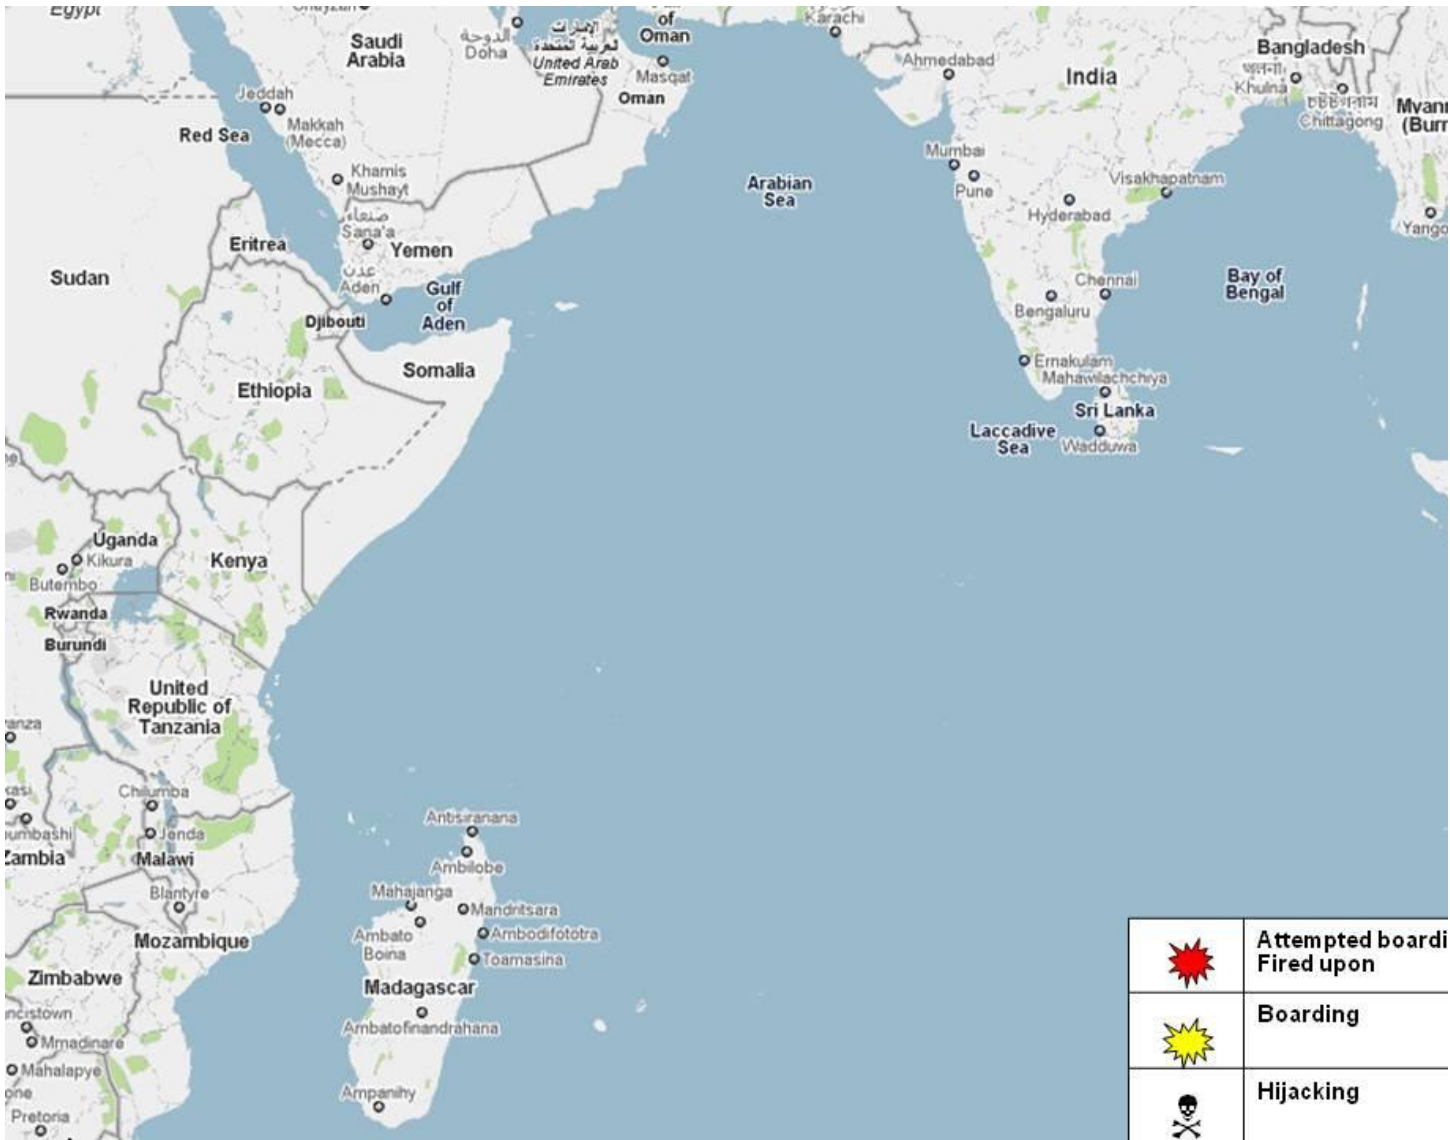 Egypt
Saudi
Arabia
الدوحة
Doha
الإمارات
العربية المتحدة
United Arab
Emirates
of
Oman
Masqat
Oman
Karachi
Ahmedabad
India
Bangladesh
খুলনা
Khulna
Chittagong
Jeddah
Makkah
(Mecca)
Red Sea
Khamis
Mushayt
صنعاء
Sana'a
Yemen
Eritrea
عدن
Aden
Gulf
of
Aden
Djibouti
Sudan
Ethiopia
Somalia
Arabian
Sea
Mumbai
Pune
Hyderabad
Visakhapatnam
Bay of
Bengal
Chennai
Bengaluru
Ernakulam
Mahawilachchiya
Sri Lanka
Laccadive
Sea
Wadduwa
Uganda
Kikura
Butembo
Kenya
Rwanda
Burundi
United
Republic of
Tanzania
Chilumba
Jenda
Malawi
Blantyre
Mozambique
Zimbabwe
Mmadinare
Mahalapye
Pretoria
Antisiranana
Ambilobe
Mahajanga
Mandritsara
Ambato
Boina
Ambodifototra
Toamasina
Madagascar
Ambatofinandrahana
Ampanihy
Attempted boardi
Fired upon
Boarding
Hijacking